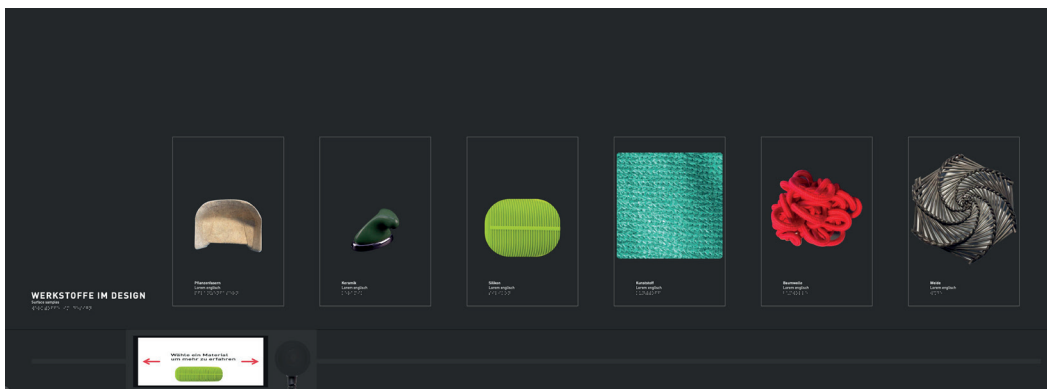 WERKSTOFFE IM DESIGN
Surface samples
Pflanzenfasern
Lorem englisch
Keramik
Lorem englisch
Silikon
Lorem englisch
Kunststoff
Lorem englisch
Baumwolle
Lorem englisch
Weide
Lorem englisch
Wähle ein Material
um mehr zu erfahren